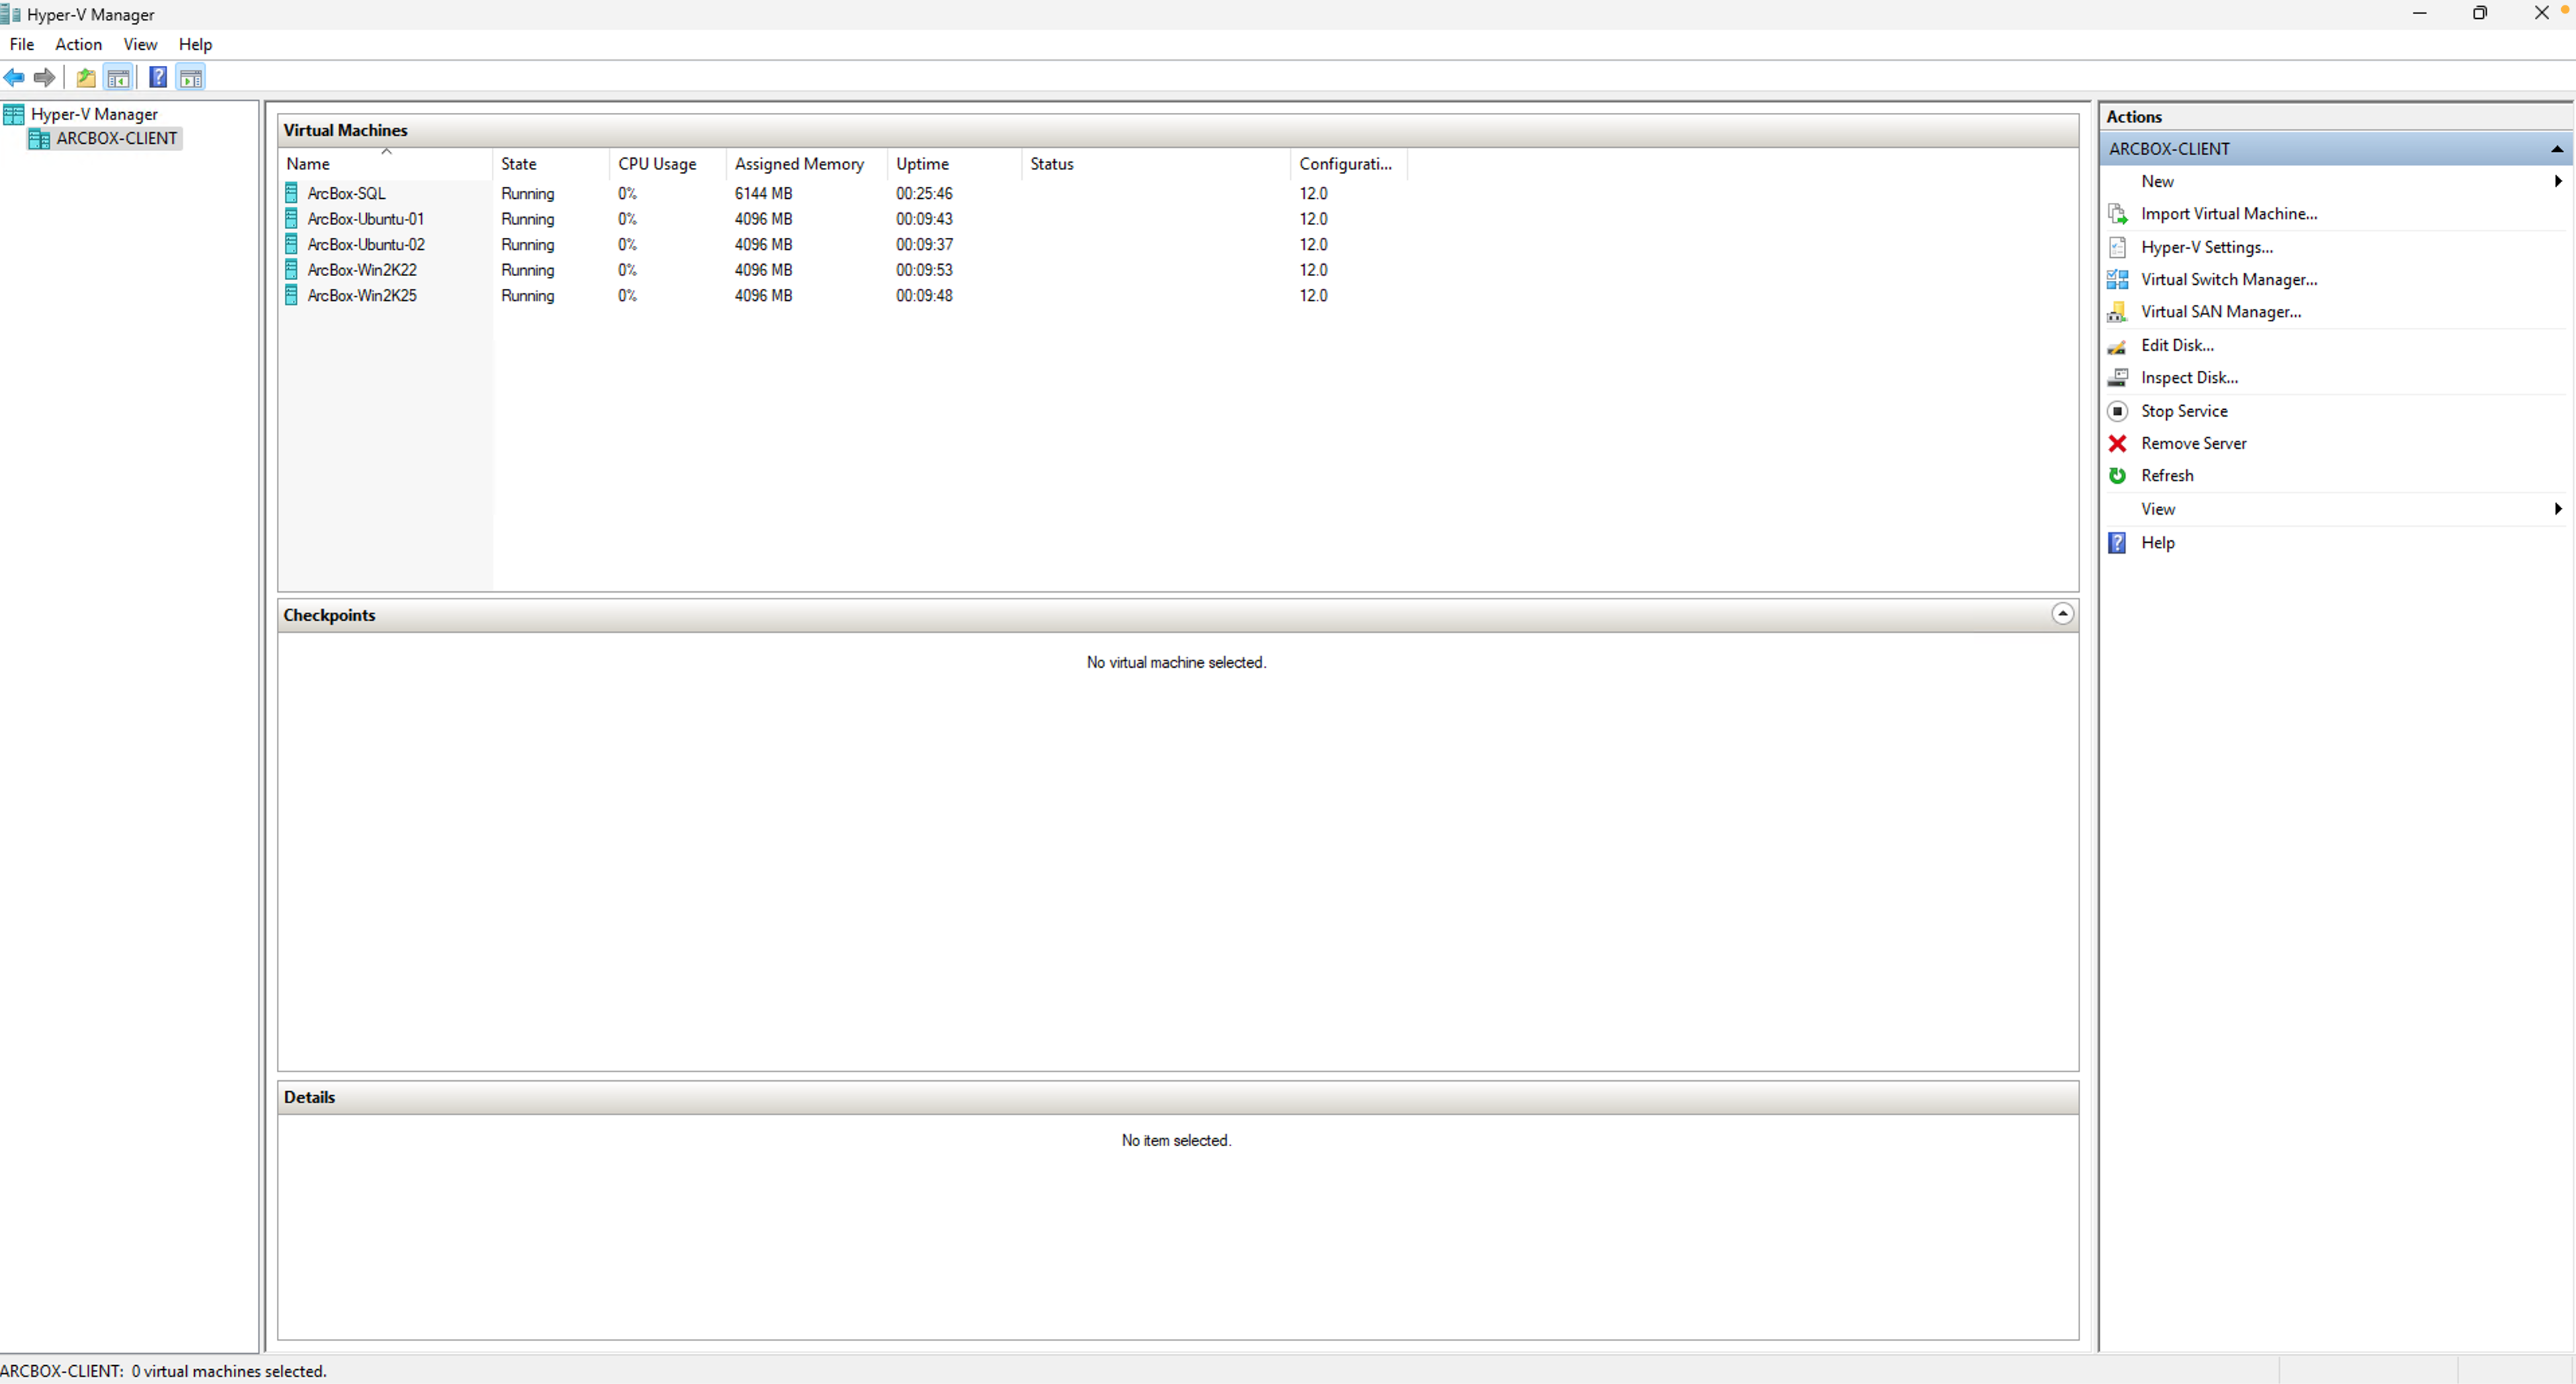 Hyper-V Manager
File Action View Help
Hyper-V Manager
ARCBOX-CLIENT
Virtual Machines
Name State CPU Usage Assigned Memory Uptime Status Configurati...
ArcBox-SQL Running 0% 6144 MB 00:25:46 12.0
ArcBox-Ubuntu-01 Running 0% 4096 MB 00:09:43 12.0
ArcBox-Ubuntu-02 Running 0% 4096 MB 00:09:37 12.0
ArcBox-Win2K22 Running 0% 4096 MB 00:09:53 12.0
ArcBox-Win2K25 Running 0% 4096 MB 00:09:48 12.0
Checkpoints
No virtual machine selected.
Details
No item selected.
Actions
ARCBOX-CLIENT
New
Import Virtual Machine...
Hyper-V Settings...
Virtual Switch Manager...
Virtual SAN Manager...
Edit Disk...
Inspect Disk...
Stop Service
Remove Server
Refresh
View
Help
ARCBOX-CLIENT: 0 virtual machines selected.